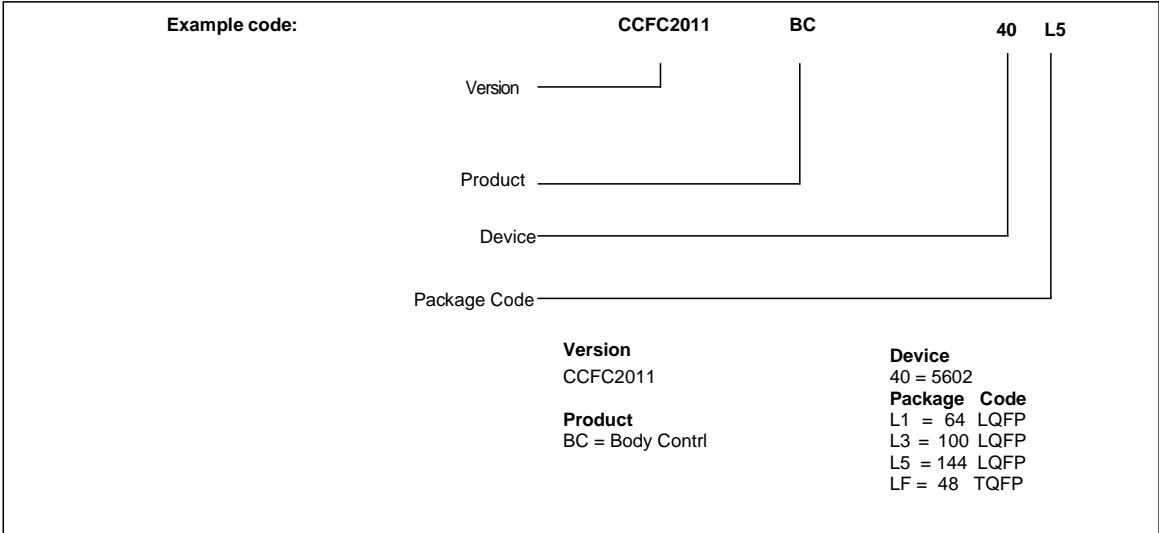 Example code: CCFC2011 BC 40 L5
Version
Product
Device
Package Code
Version
CCFC2011
Product
BC = Body Contrl
Device
40 = 5602
Package Code
L1 = 64 LQFP
L3 = 100 LQFP
L5 = 144 LQFP
LF = 48 TQFP